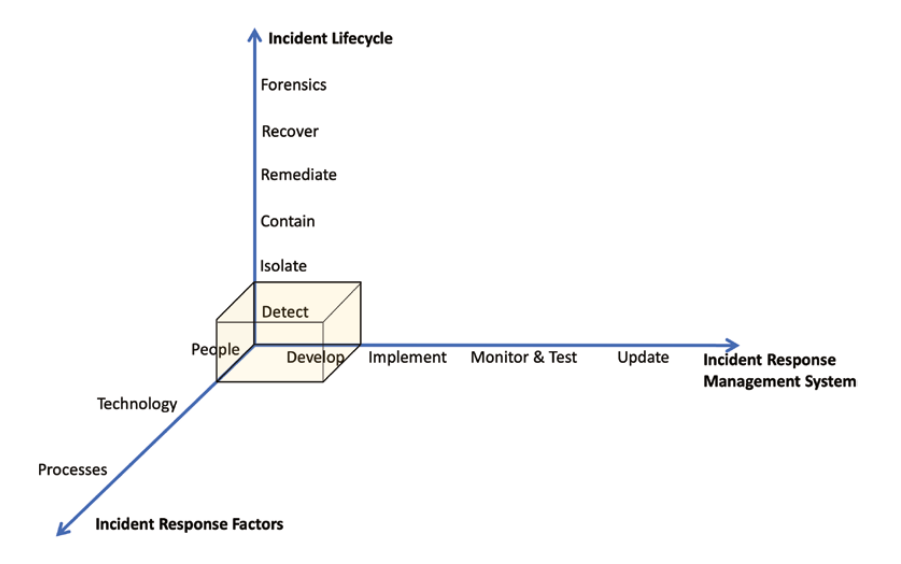 Incident Lifecycle
Forensics
Recover
Remediate
Contain
Isolate
Detect
People
Develop
Implement
Monitor & Test
Update
Incident Response
Management System
Technology
Processes
Incident Response Factors